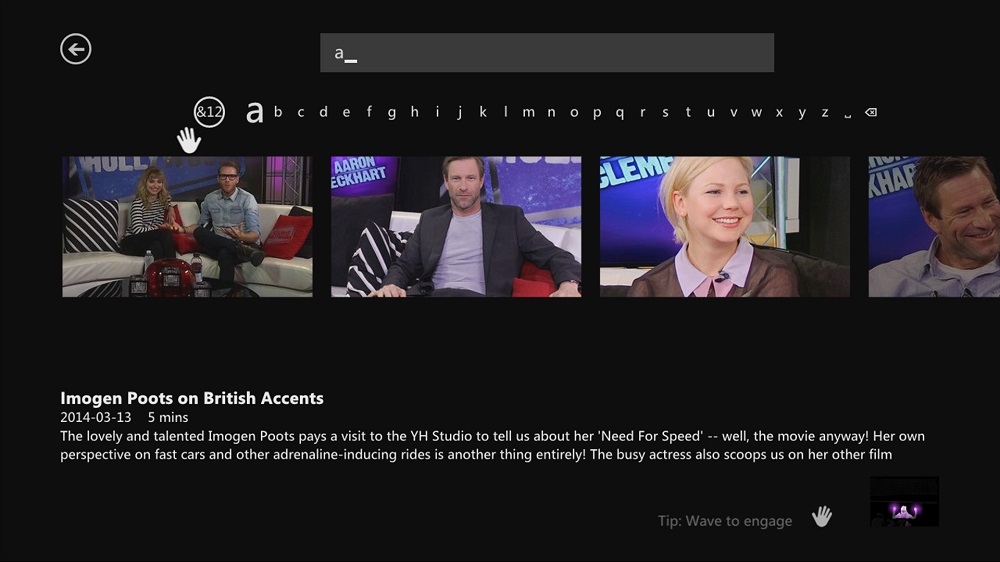 a_
&12 a b c d e f g h i j k l m n o p q r s t u v w x y z ⌴ ⌫
HOLLY
AARON
ECKHART
CLEME
KHAR
Imogen Poots on British Accents
2014-03-13 5 mins
The lovely and talented Imogen Poots pays a visit to the YH Studio to tell us about her 'Need For Speed' -- well, the movie anyway! Her own
perspective on fast cars and other adrenaline-inducing rides is another thing entirely! The busy actress also scoops us on her other film
Tip: Wave to engage